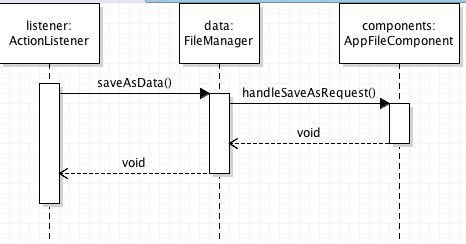 listener:
ActionListener
data:
FileManager
components:
AppFileComponent
saveAsData()
handleSaveAsRequest()
void
void